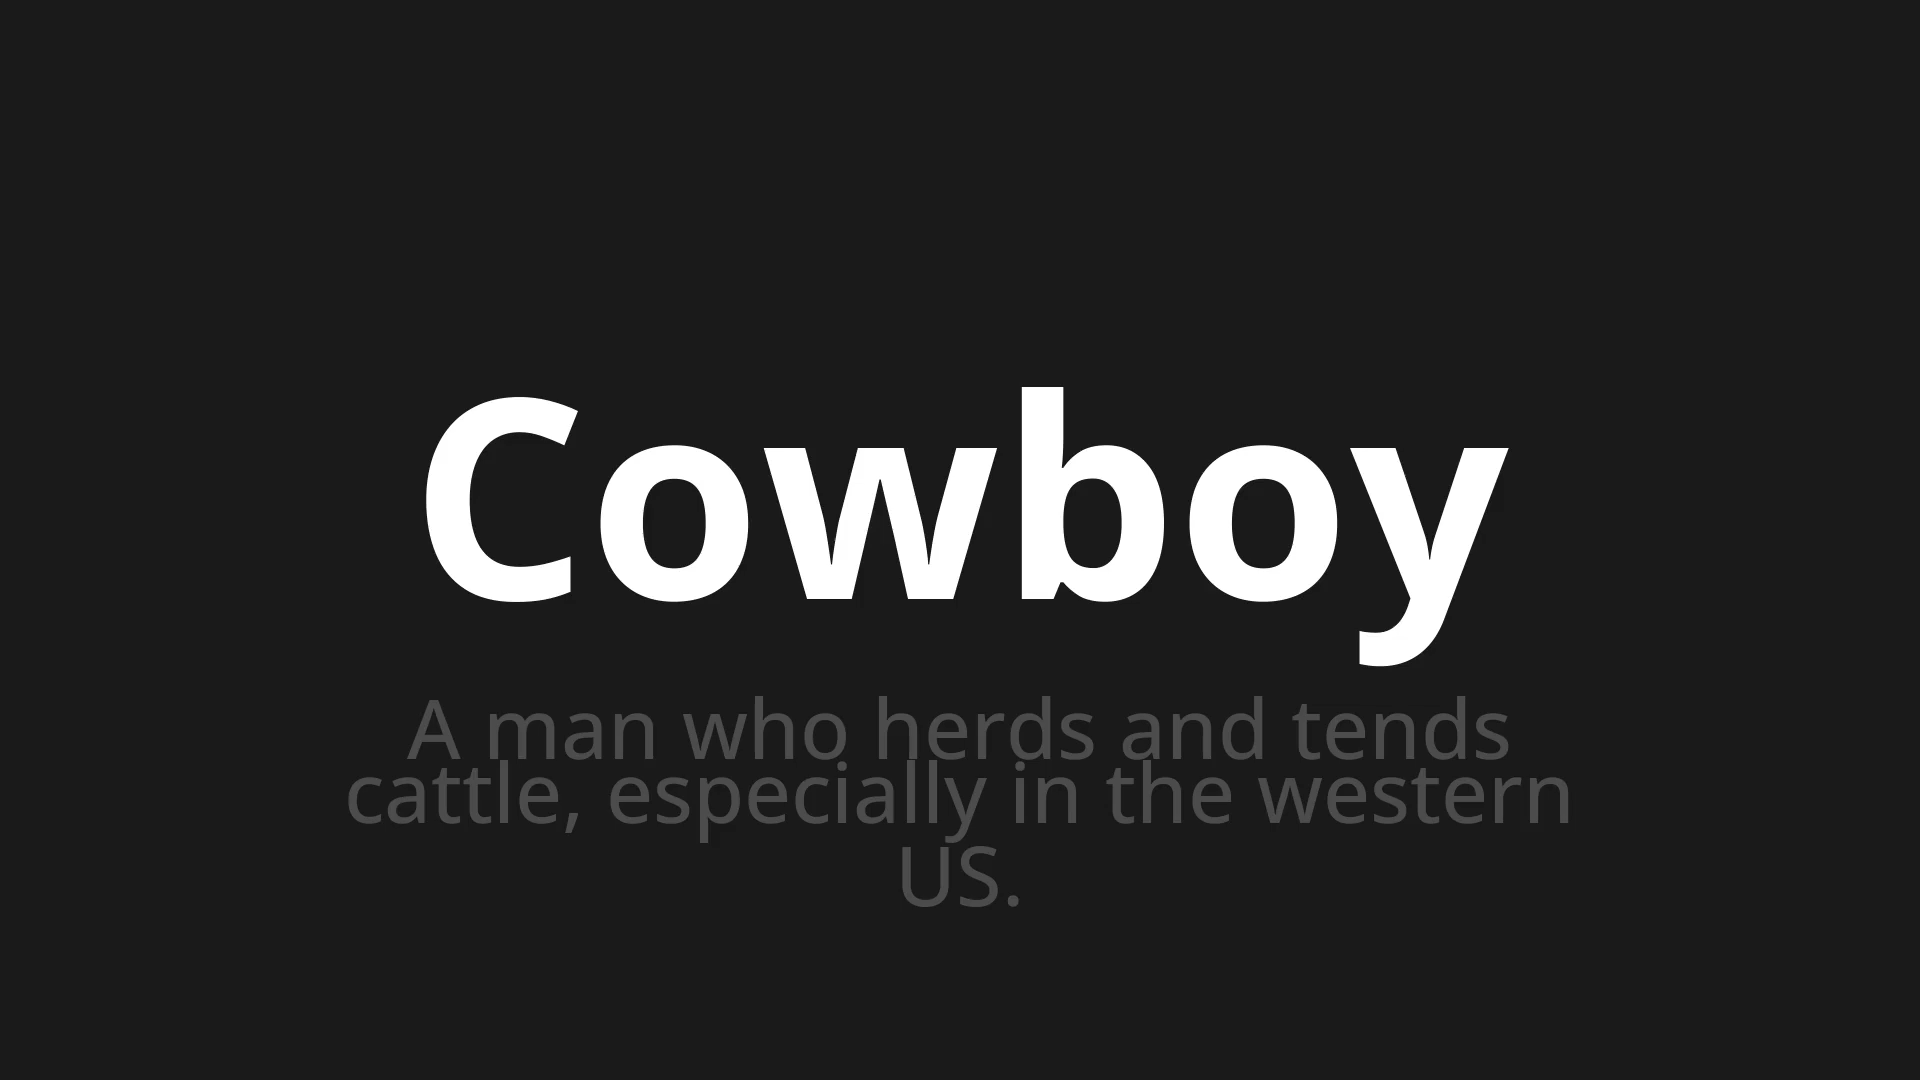 Cowboy
A man who herds and tends
cattle, especially in the western
US.